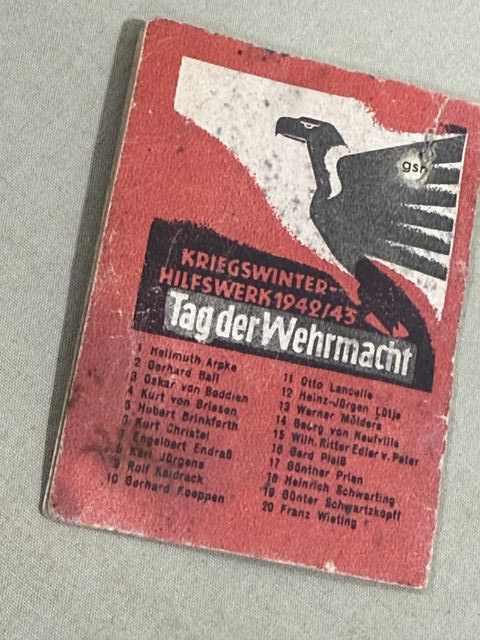 gsr
KRIEGSWINTER-
HILFSWERK 1942/43
Tag der Wehrmacht
1 Hellmuth Arpke
2 Gerhard Ball
3 Oskar von Boddien
4 Kurt von Briesen
5 Hubert Brinkforth
6 Kurt Christel
7 Engelbert Endraß
8 Karl Jürgens
9 Rolf Kaldrack
10 Gerhard Koeppen
11 Otto Lancelle
12 Heinz-Jürgen Lütje
13 Werner Mölders
14 Georg von Neufville
15 Wilh. Ritter Edler v. Peter
16 Gerd Pleiß
17 Günther Prien
18 Heinrich Schwarting
19 Günter Schwartzkopff
20 Franz Wieting